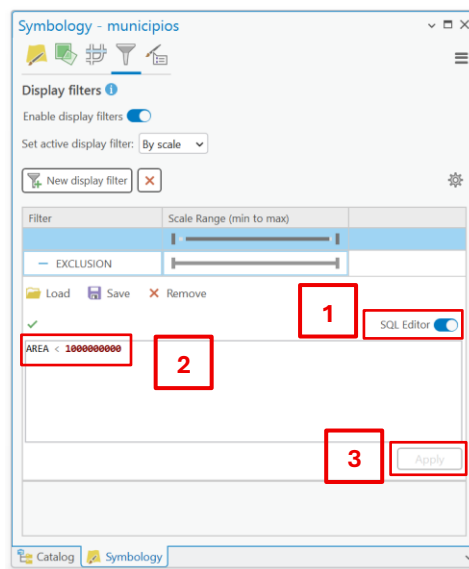 Symbology - municipios
Display filters
Enable display filters
Set active display filter: By scale
New display filter
Filter Scale Range (min to max)
EXCLUSION
Load Save Remove
1
SQL Editor
AREA < 1000000000
2
3
Apply
Catalog Symbology